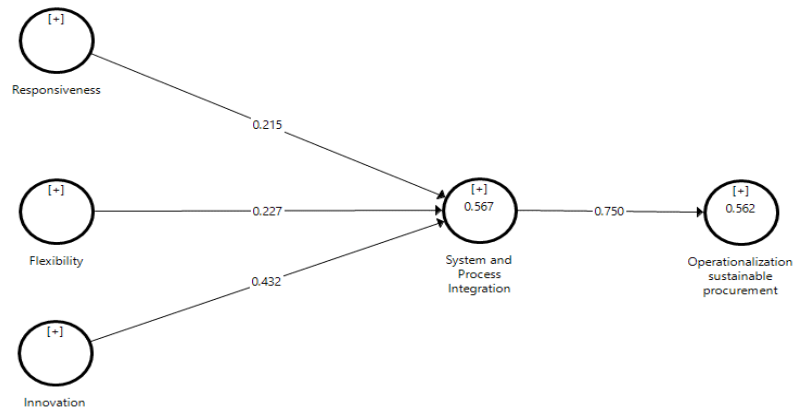 [+]
Responsiveness
0.215
[+]
Flexibility
0.227
[+]
Innovation
0.432
[+]
0.567
System and
Process
Integration
0.750
[+]
0.562
Operationalization
sustainable
procurement